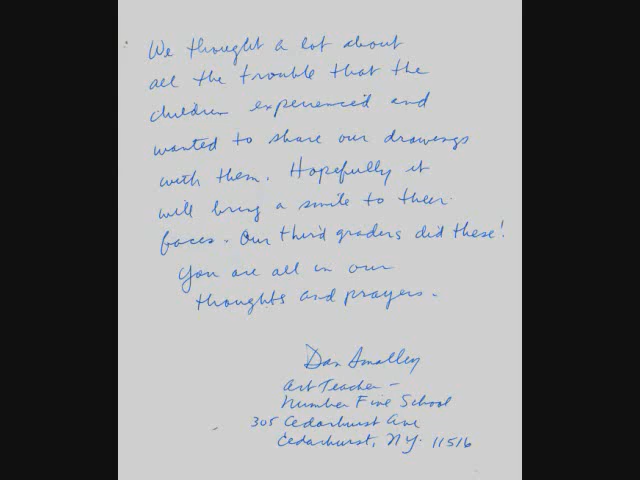 We thought a lot about
all the trouble that the
children experienced and
wanted to share our drawings
with them. Hopefully it
will bring a smile to their
faces. Our third graders did these!
You are all in our
thoughts and prayers.
Dan Smalley
Art Teacher -
Number Five School
305 Cedarhurst Ave
Cedarhurst, NY. 11516